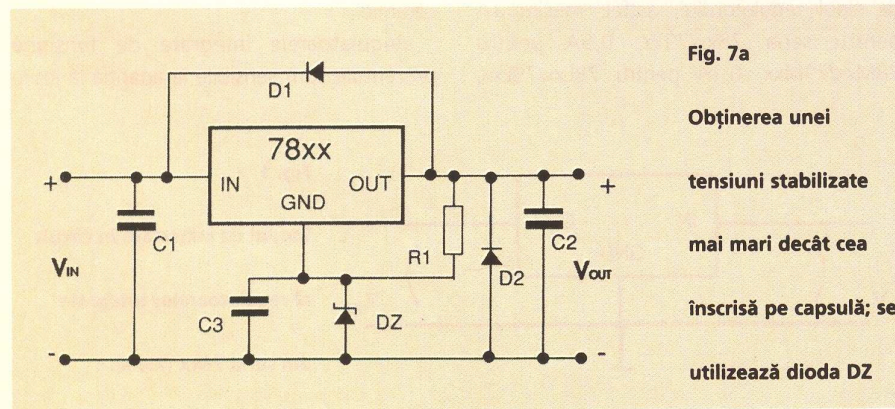 Fig. 7a
Obținerea unei
tensiuni stabilizate
mai mari decât cea
înscrisă pe capsulă; se
utilizează dioda DZ
D1
78xx
+
IN
OUT
+
GND
C1
R1
C2
VIN
D2
VOUT
C3
DZ
-
-